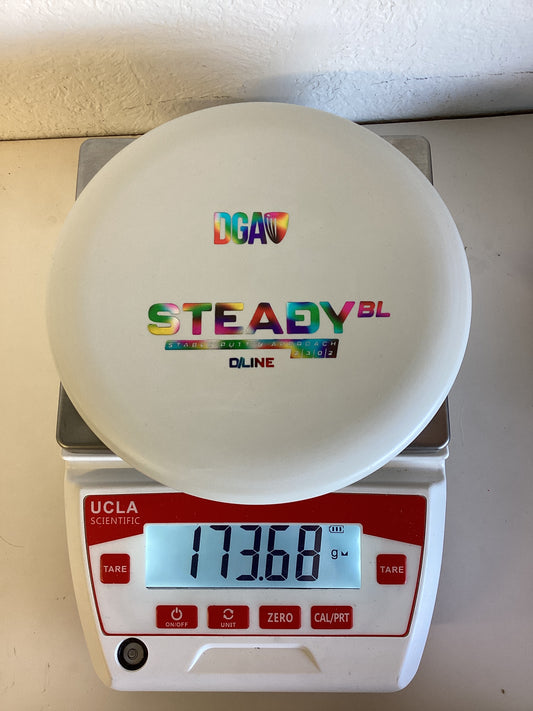 DGA
STEADY BL
STABLE PUTT & APPROACH
2|3|0|2
D/LINE
UCLA
SCIENTIFIC
173.68 g
TARE
TARE
ON/OFF
UNIT
ZERO
CAL/PRT